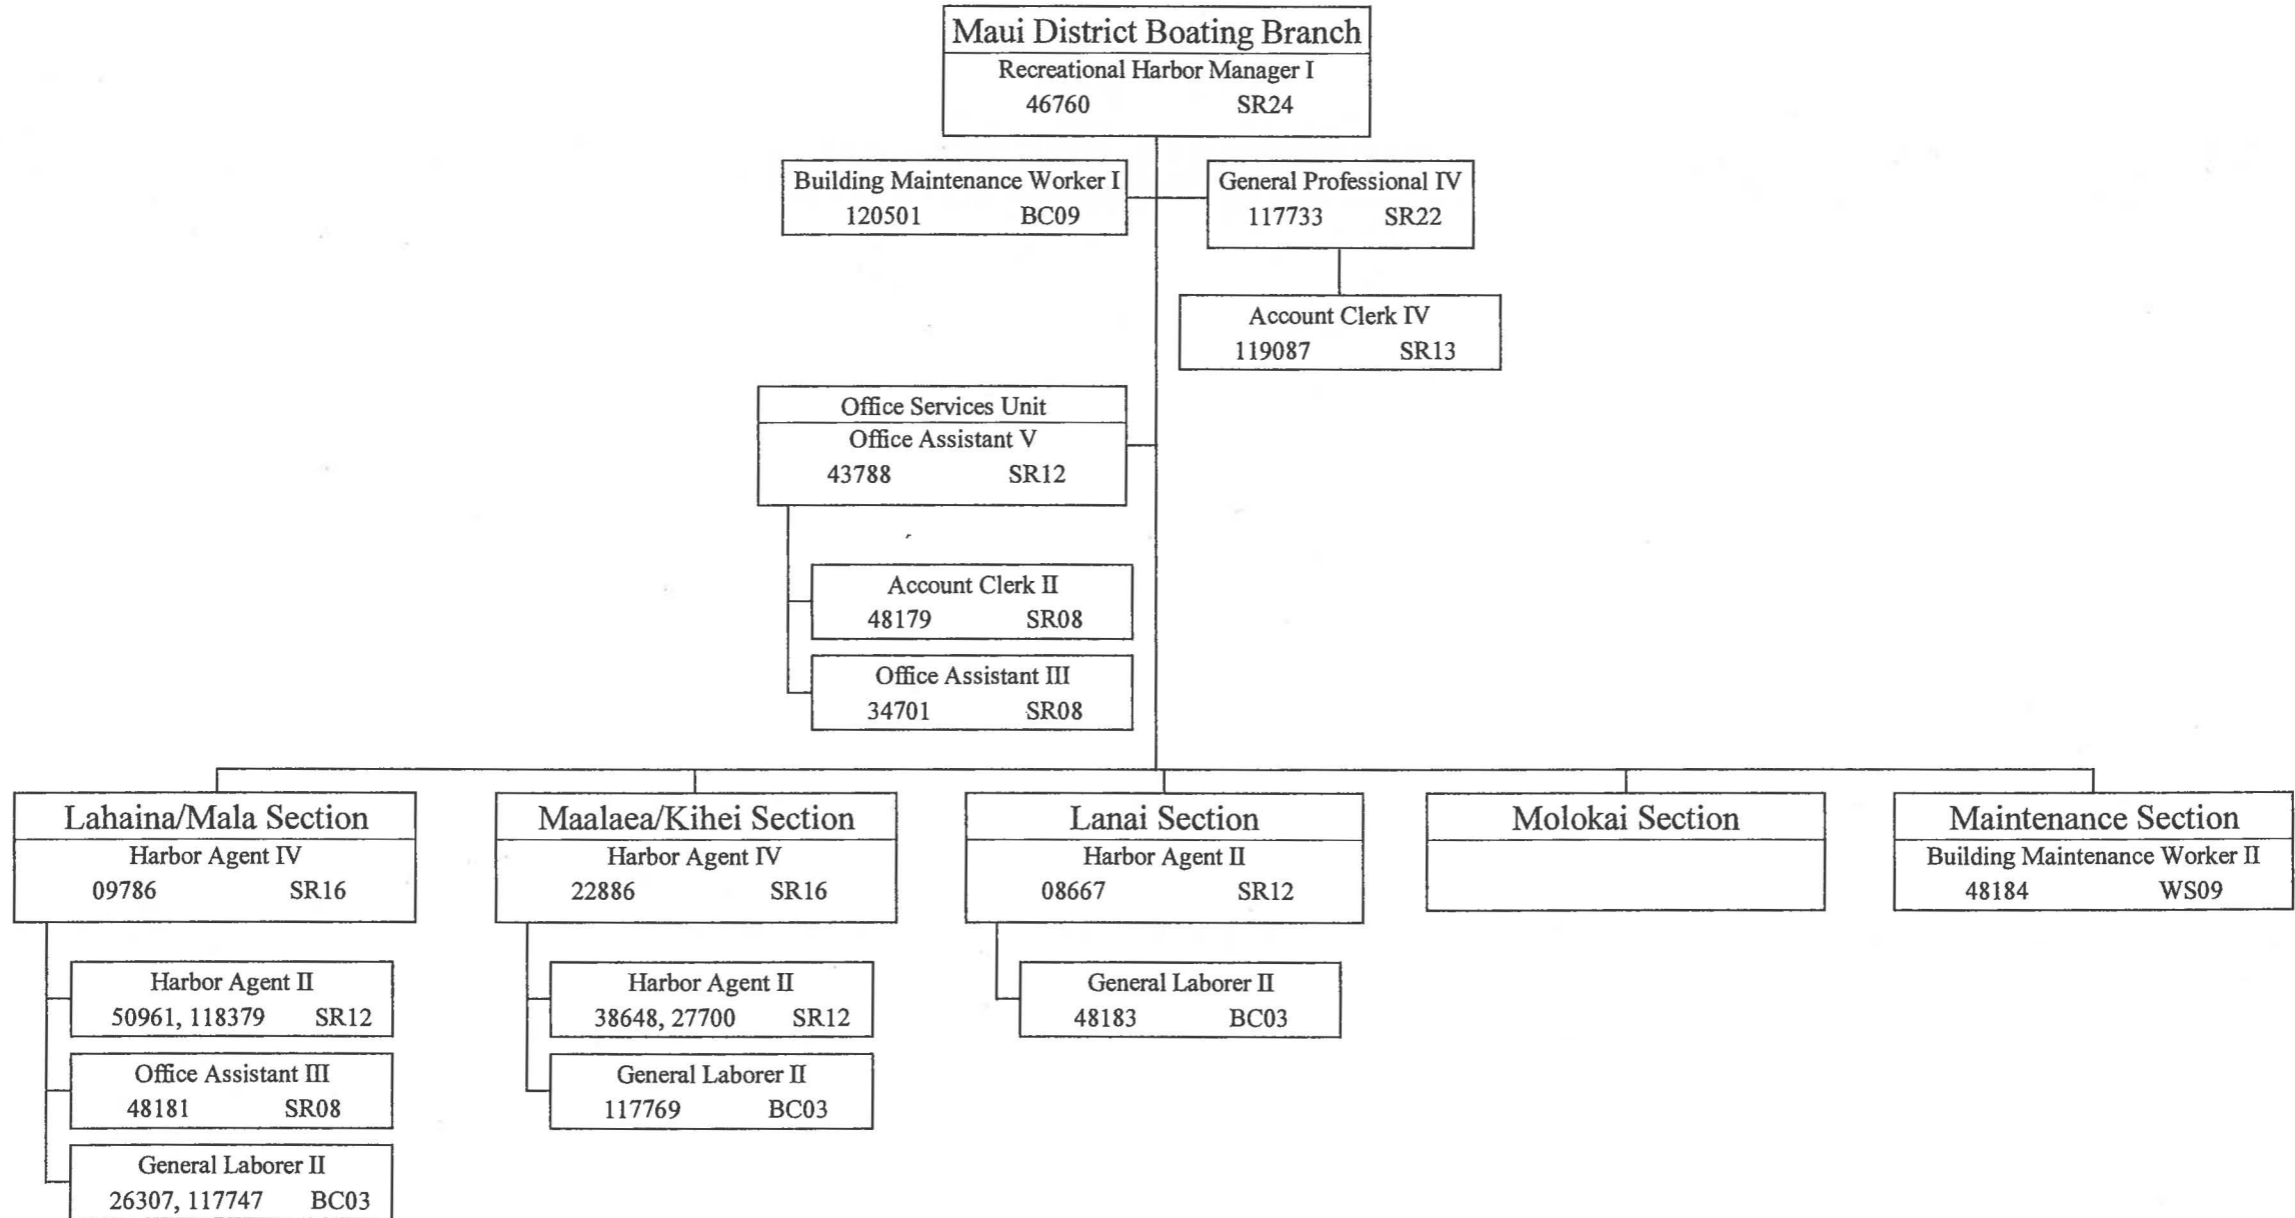 Maui District Boating Branch
Recreational Harbor Manager I
46760 SR24
Building Maintenance Worker I
120501 BC09
General Professional IV
117733 SR22
Account Clerk IV
119087 SR13
Office Services Unit
Office Assistant V
43788 SR12
Account Clerk II
48179 SR08
Office Assistant III
34701 SR08
Lahaina/Mala Section
Harbor Agent IV
09786 SR16
Harbor Agent II
50961, 118379 SR12
Office Assistant III
48181 SR08
General Laborer II
26307, 117747 BC03
Maalaea/Kihei Section
Harbor Agent IV
22886 SR16
Harbor Agent II
38648, 27700 SR12
General Laborer II
117769 BC03
Lanai Section
Harbor Agent II
08667 SR12
General Laborer II
48183 BC03
Molokai Section
Maintenance Section
Building Maintenance Worker II
48184 WS09